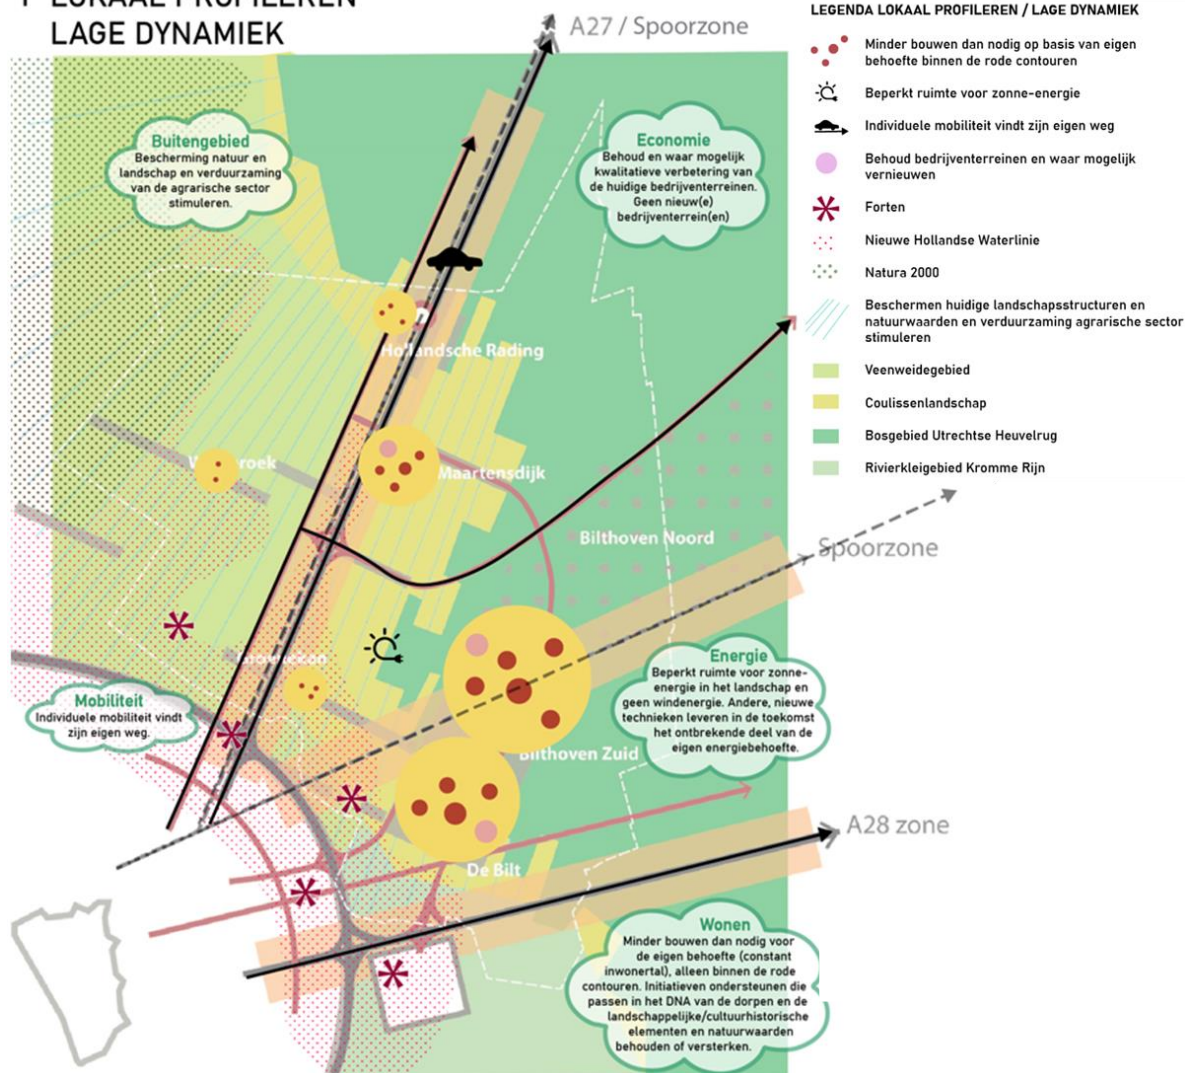 LOKAAL PROFILEREN
LAGE DYNAMIEK
A27 / Spoorzone
Buitengebied
Bescherming natuur en
landschap en verduurzaming
van de agrarische sector
stimuleren.
Economie
Behoud en waar mogelijk
kwalitatieve verbetering van
de huidige bedrijventerreinen.
Geen nieuw(e)
bedrijventerrein(en)
Hollandsche Rading
Maartensdijk
Bilthoven Noord
Spoorzone
Mobiliteit
Individuele mobiliteit vindt
zijn eigen weg.
Energie
Beperkt ruimte voor zonne-
energie in het landschap en
geen windenergie. Andere, nieuwe
technieken leveren in de toekomst
het ontbrekende deel van de
eigen energiebehoefte.
Bilthoven Zuid
A28 zone
De Bilt
Wonen
Minder bouwen dan nodig voor
de eigen behoefte (constant
inwonertal), alleen binnen de rode
contouren. Initiatieven ondersteunen die
passen in het DNA van de dorpen en de
landschappelijke/cultuurhistorische
elementen en natuurwaarden
behouden of versterken.
LEGENDA LOKAAL PROFILEREN / LAGE DYNAMIEK
Minder bouwen dan nodig op basis van eigen
behoefte binnen de rode contouren
Beperkt ruimte voor zonne-energie
Individuele mobiliteit vindt zijn eigen weg
Behoud bedrijventerreinen en waar mogelijk
vernieuwen
Forten
Nieuwe Hollandse Waterlinie
Natura 2000
Beschermen huidige landschapsstructuren en
natuurwaarden en verduurzaming agrarische sector
stimuleren
Veenweidegebied
Coulissenlandschap
Bosgebied Utrechtse Heuvelrug
Rivierkleigebied Kromme Rijn